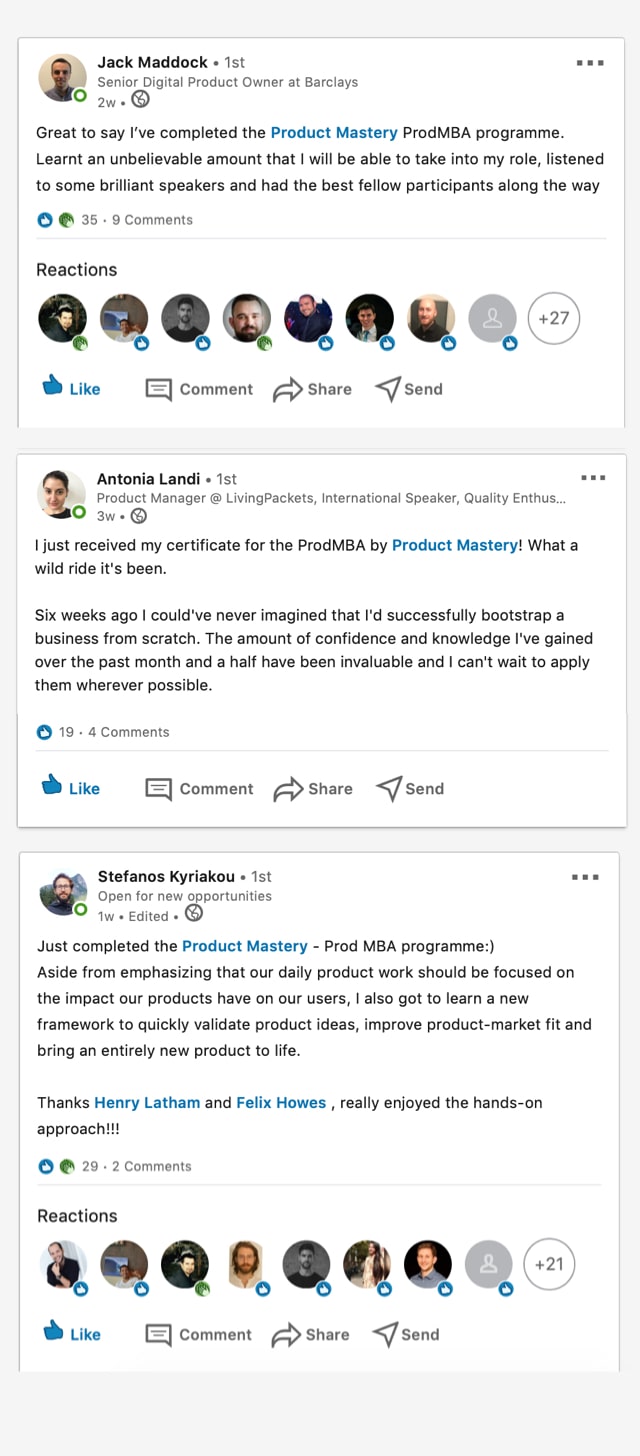 Jack Maddock • 1st
Senior Digital Product Owner at Barclays
2w •
Great to say I’ve completed the Product Mastery ProdMBA programme.
Learnt an unbelievable amount that I will be able to take into my role, listened
to some brilliant speakers and had the best fellow participants along the way
35 · 9 Comments
Reactions
+27
Like Comment Share Send
Antonia Landi • 1st
Product Manager @ LivingPackets, International Speaker, Quality Enthus...
3w •
I just received my certificate for the ProdMBA by Product Mastery! What a
wild ride it's been.
Six weeks ago I could've never imagined that I'd successfully bootstrap a
business from scratch. The amount of confidence and knowledge I've gained
over the past month and a half have been invaluable and I can't wait to apply
them wherever possible.
19 · 4 Comments
Like Comment Share Send
Stefanos Kyriakou • 1st
Open for new opportunities
1w • Edited •
Just completed the Product Mastery - Prod MBA programme:)
Aside from emphasizing that our daily product work should be focused on
the impact our products have on our users, I also got to learn a new
framework to quickly validate product ideas, improve product-market fit and
bring an entirely new product to life.
Thanks Henry Latham and Felix Howes , really enjoyed the hands-on
approach!!!
29 · 2 Comments
Reactions
+21
Like Comment Share Send